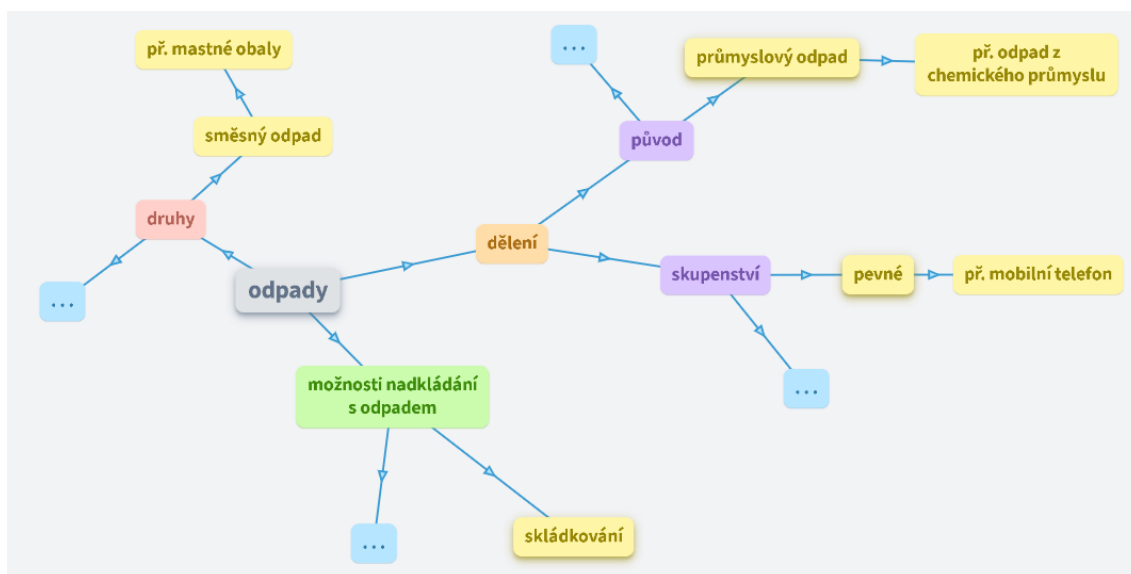 př. mastné obaly
směsný odpad
druhy
...
odpady
dělení
původ
...
průmyslový odpad
př. odpad z
chemického průmyslu
skupenství
pevné
př. mobilní telefon
...
možnosti nadkládání
s odpadem
...
skládkování